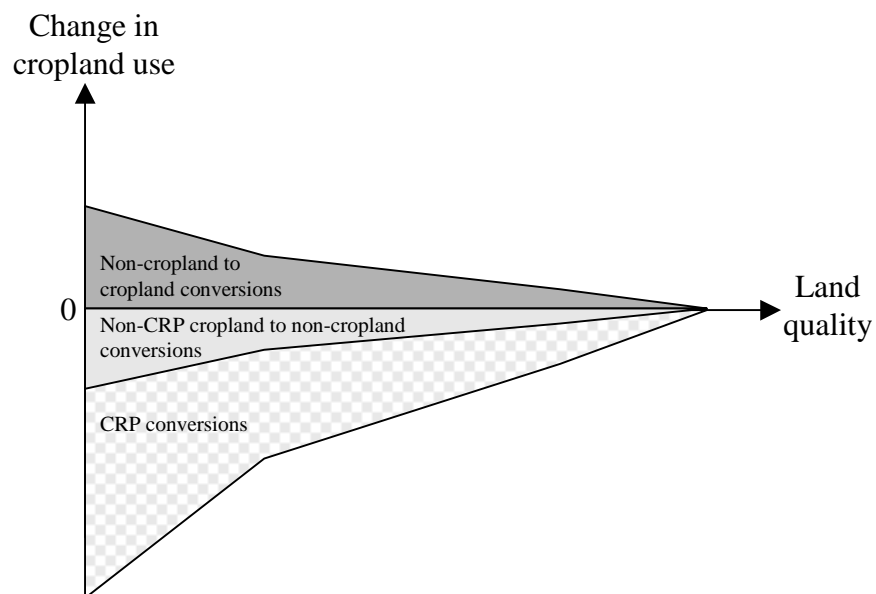 Change in
cropland use
Non-cropland to
cropland conversions
0
Land
quality
Non-CRP cropland to non-cropland
conversions
CRP conversions